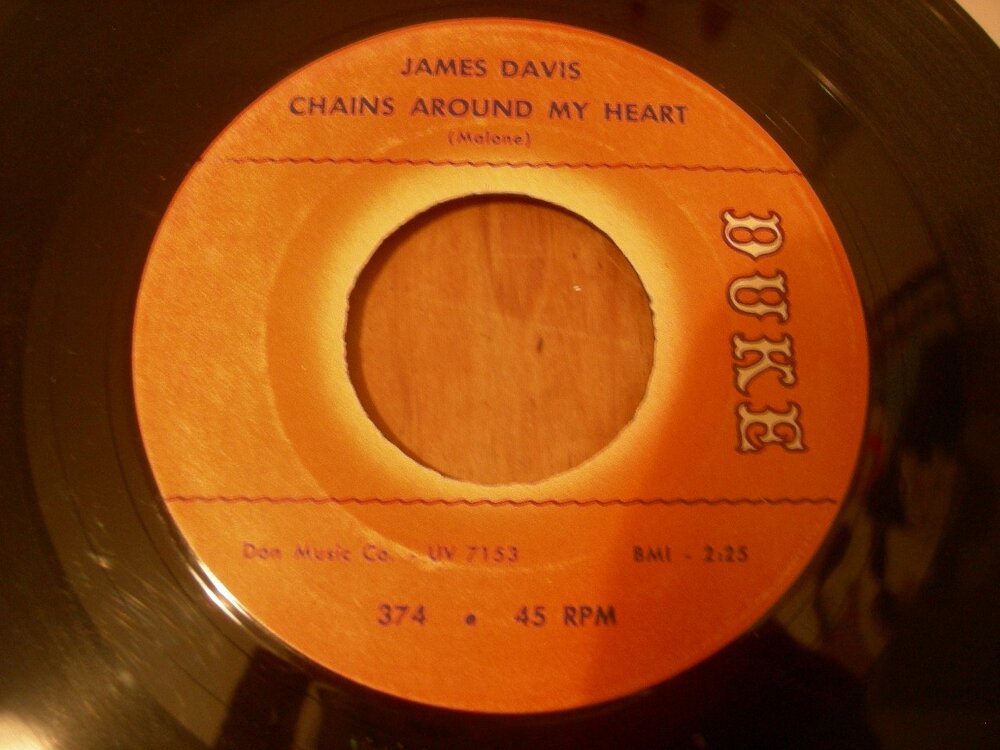 JAMES DAVIS
CHAINS AROUND MY HEART
(Malone)
DUKE
Don Music Co. - UV 7153
BMI - 2:25
374 • 45 RPM